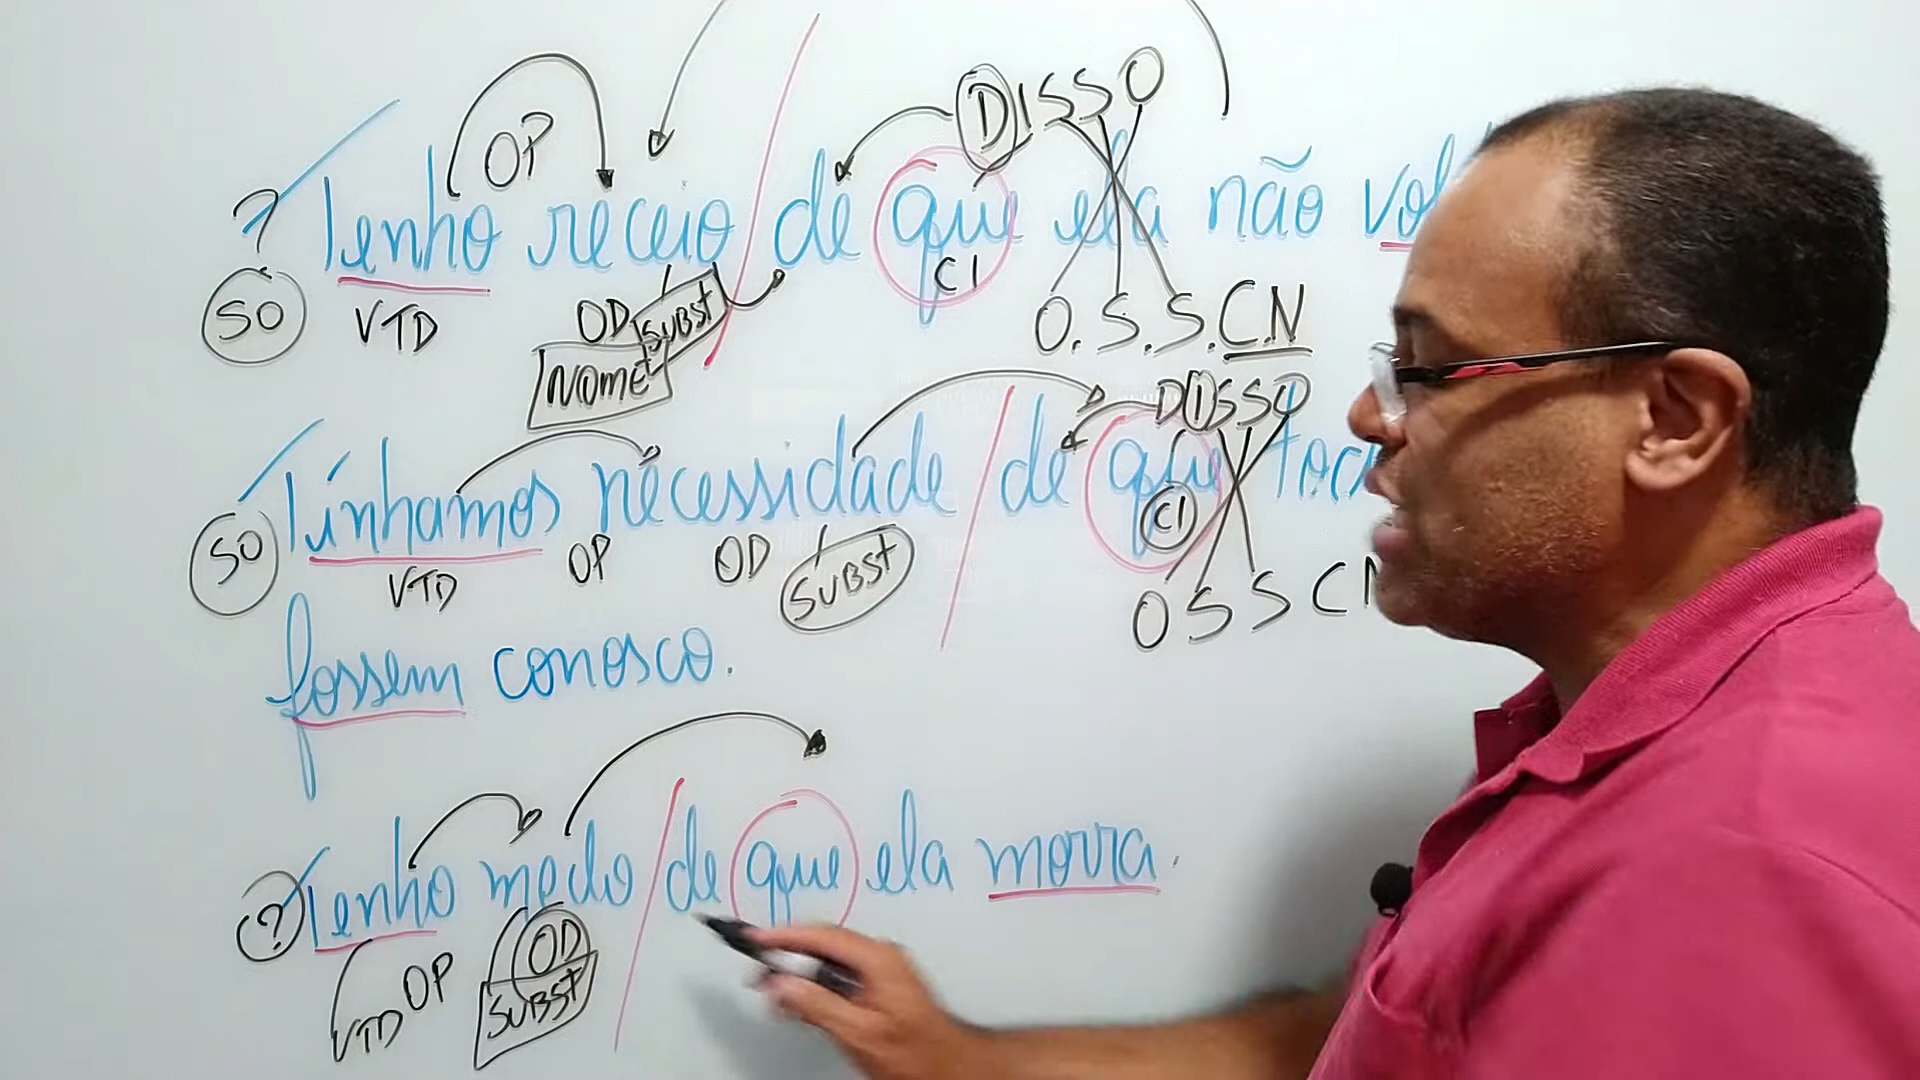 DISSO
OP
? Tenho receio / de que ela não vol
SO VTD OD SUBST CI O.S.S.CN
NOME
DISSO
Tínhamos necessidade / de que
SO VTD OP OD SUBST CI OSSC
fossem conosco.
Tenho medo / de que ela morra.
? VTD OP OD
SUBST